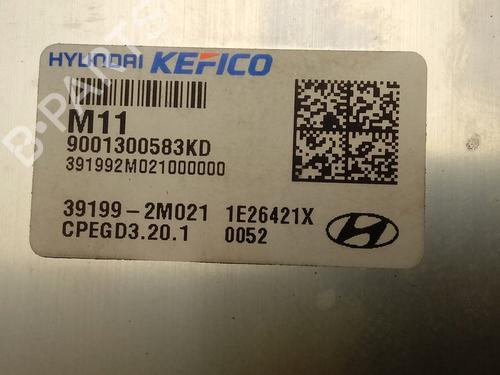 HYUNDAI KEFICO
M11
9001300583KD
391992M021000000
39199-2M021 1E26421X
CPEGD3.20.1 0052
B-PARTS